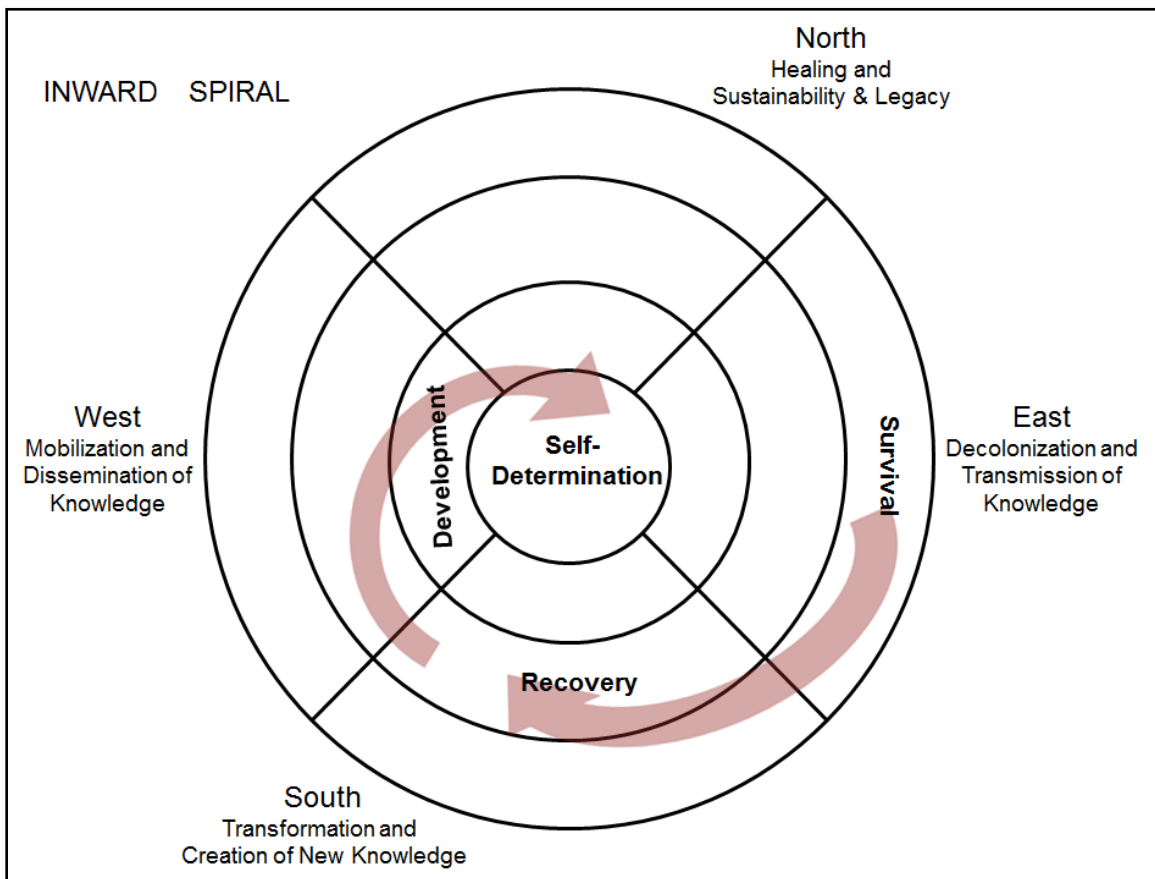 INWARD SPIRAL
North
Healing and
Sustainability & Legacy
West
Mobilization and
Dissemination of
Knowledge
Development
Self-
Determination
Survival
East
Decolonization and
Transmission of
Knowledge
Recovery
South
Transformation and
Creation of New Knowledge